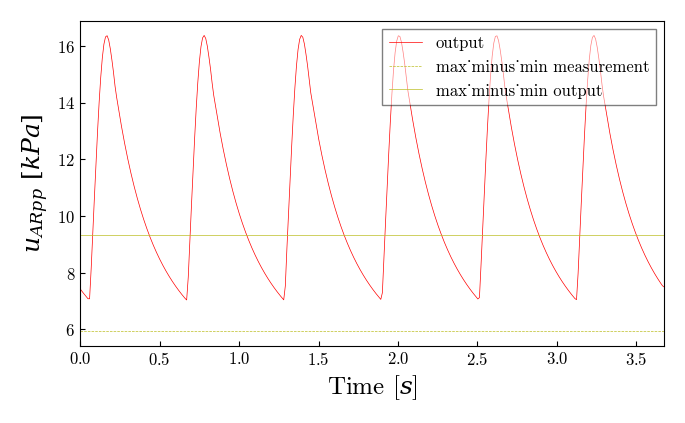 output
max˙minus˙min measurement
max˙minus˙min output
u_{ARpp} [kPa]
16
14
12
10
8
6
0.0 0.5 1.0 1.5 2.0 2.5 3.0 3.5
Time [s]